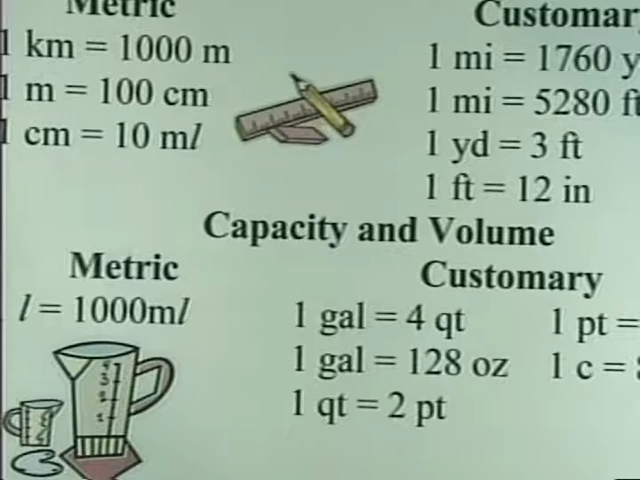 Metric
Customar
1 km = 1000 m
1 mi = 1760 y
1 m = 100 cm
1 mi = 5280 ft
1 cm = 10 ml
1 yd = 3 ft
1 ft = 12 in
Capacity and Volume
Metric
Customary
l = 1000ml
1 gal = 4 qt
1 pt =
1 gal = 128 oz
1 c =
1 qt = 2 pt